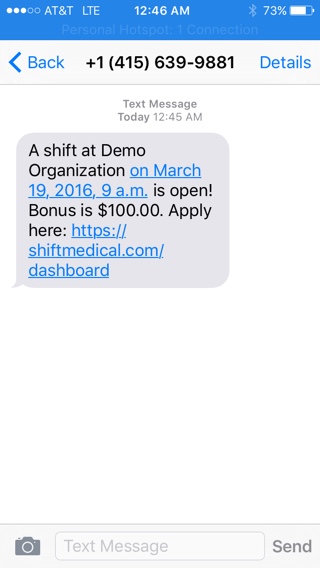 AT&T LTE 12:46 AM 73%
Personal Hotspot: 1 Connection
Back +1 (415) 639-9881 Details
Text Message
Today 12:45 AM
A shift at Demo
Organization on March
19, 2016, 9 a.m. is open!
Bonus is $100.00. Apply
here: https://
shiftmedical.com/
dashboard
Text Message Send